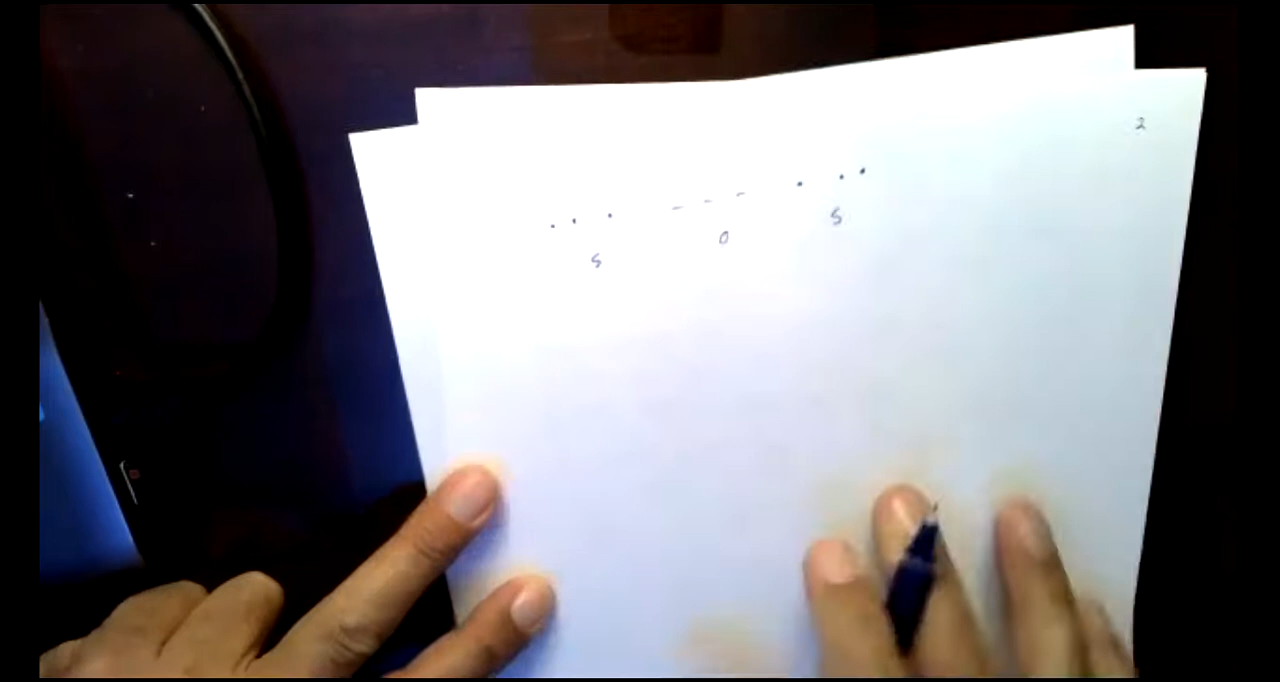 2
. . . - - - . . .
S O S